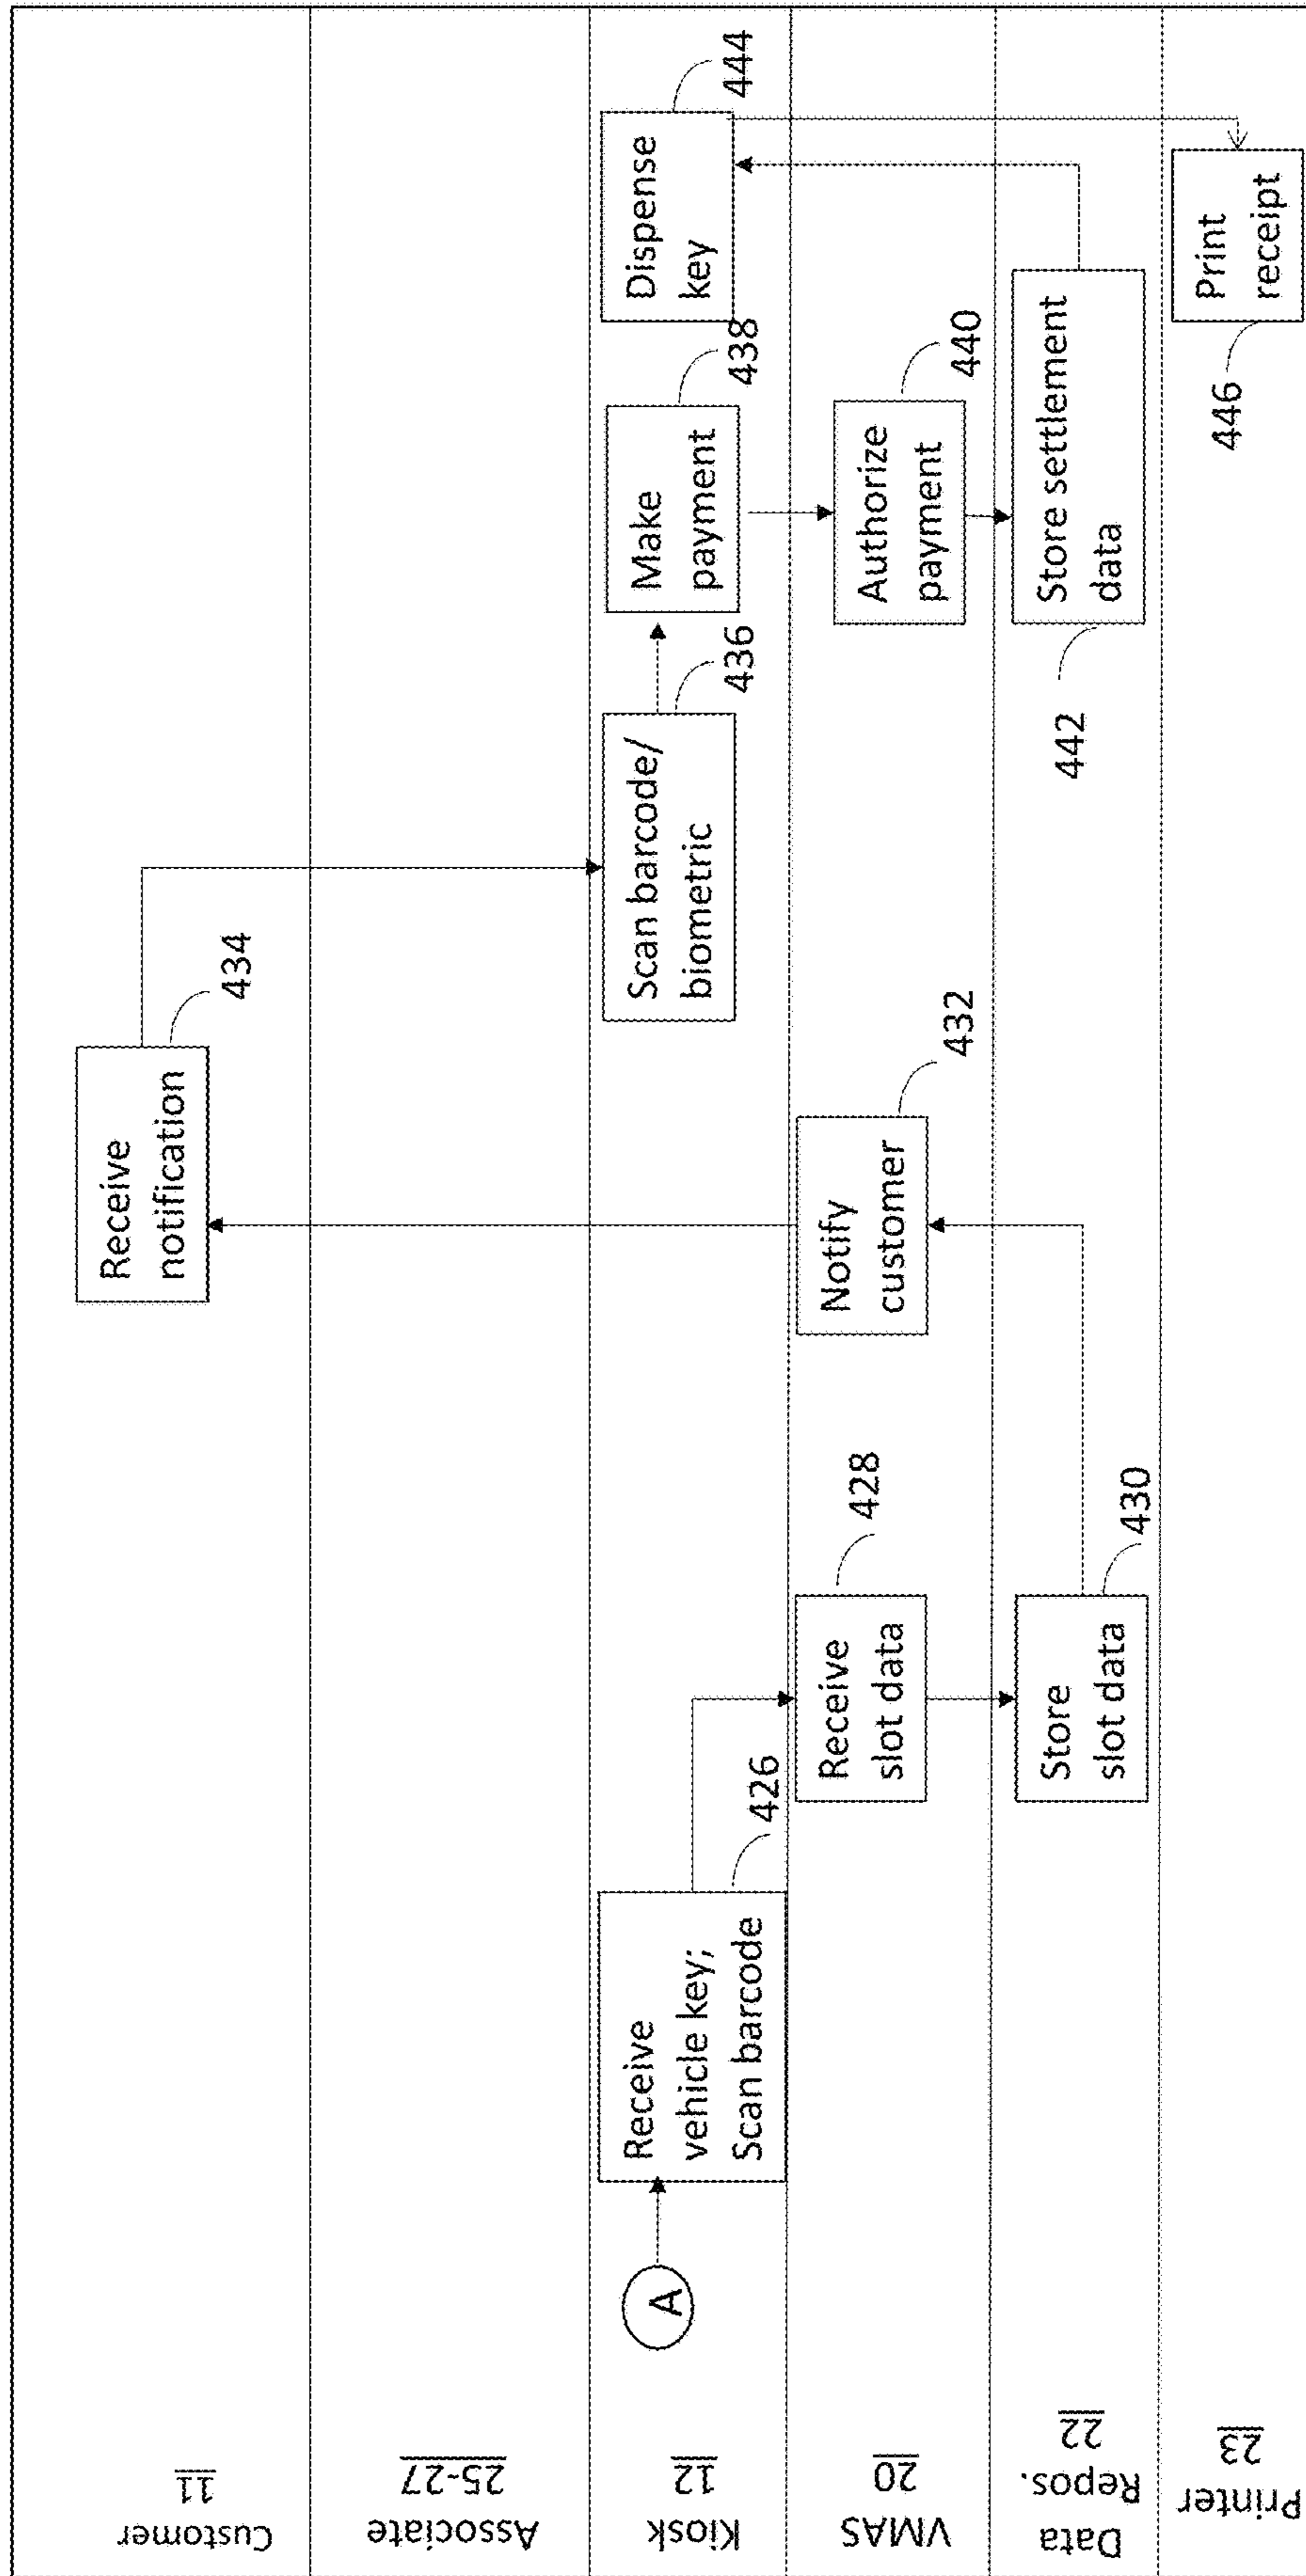 Customer
11
Associate
25-27
Kiosk
12
VMAS
20
Data
Repos.
22
Printer
23
A
Receive
vehicle key;
Scan barcode
426
Receive
slot data
428
Store
slot data
430
Notify
customer
432
Receive
notification
434
Scan barcode/
biometric
436
Make
payment
438
Authorize
payment
440
Store settlement
data
442
Dispense
key
444
Print
receipt
446